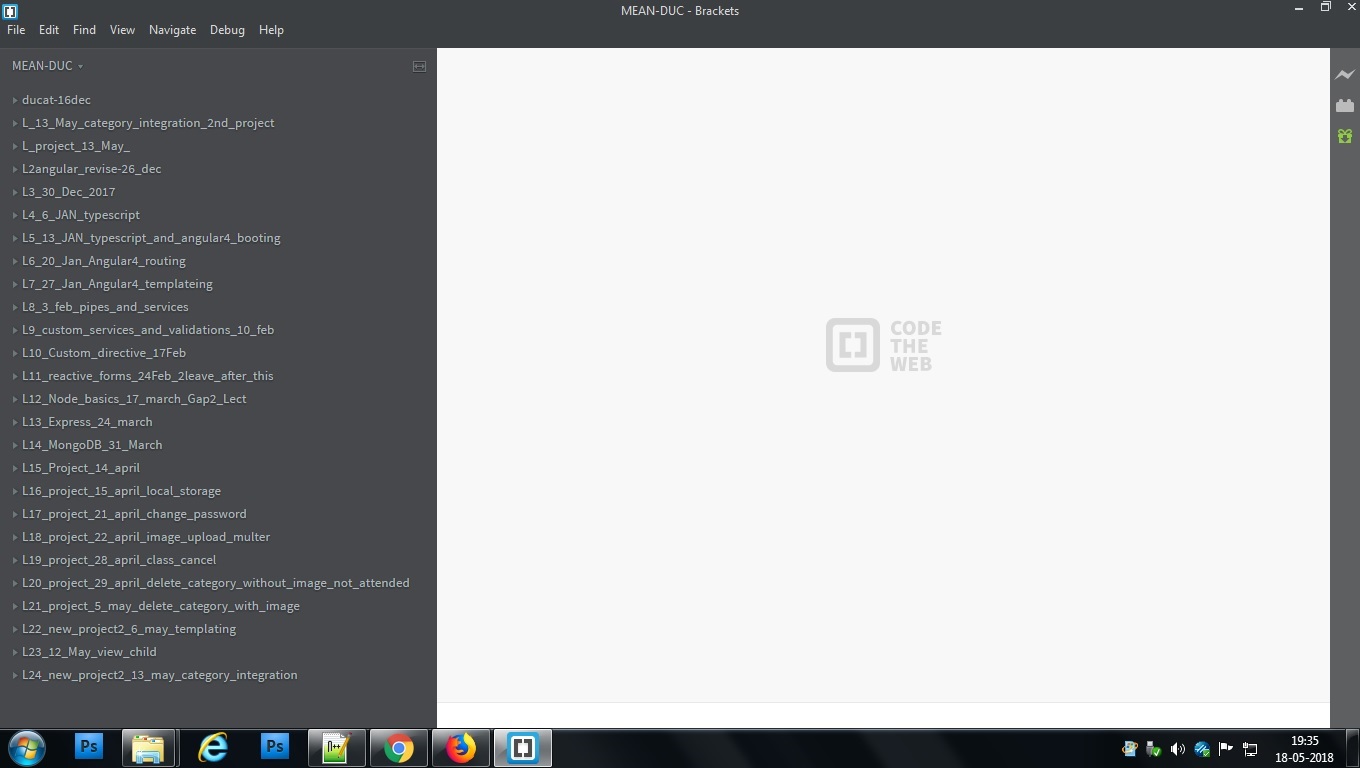 MEAN-DUC - Brackets
File Edit Find View Navigate Debug Help
MEAN-DUC
ducat-16dec
L_13_May_category_integration_2nd_project
L_project_13_May_
L2angular_revise-26_dec
L3_30_Dec_2017
L4_6_JAN_typescript
L5_13_JAN_typescript_and_angular4_booting
L6_20_Jan_Angular4_routing
L7_27_Jan_Angular4_templateing
L8_3_feb_pipes_and_services
L9_custom_services_and_validations_10_feb
L10_Custom_directive_17Feb
L11_reactive_forms_24Feb_2leave_after_this
L12_Node_basics_17_march_Gap2_Lect
L13_Express_24_march
L14_MongoDB_31_March
L15_Project_14_april
L16_project_15_april_local_storage
L17_project_21_april_change_password
L18_project_22_april_image_upload_multer
L19_project_28_april_class_cancel
L20_project_29_april_delete_category_without_image_not_attended
L21_project_5_may_delete_category_with_image
L22_new_project2_6_may_templating
L23_12_May_view_child
L24_new_project2_13_may_category_integration
CODE
THE
WEB
Ps
Ps
19:35
18-05-2018